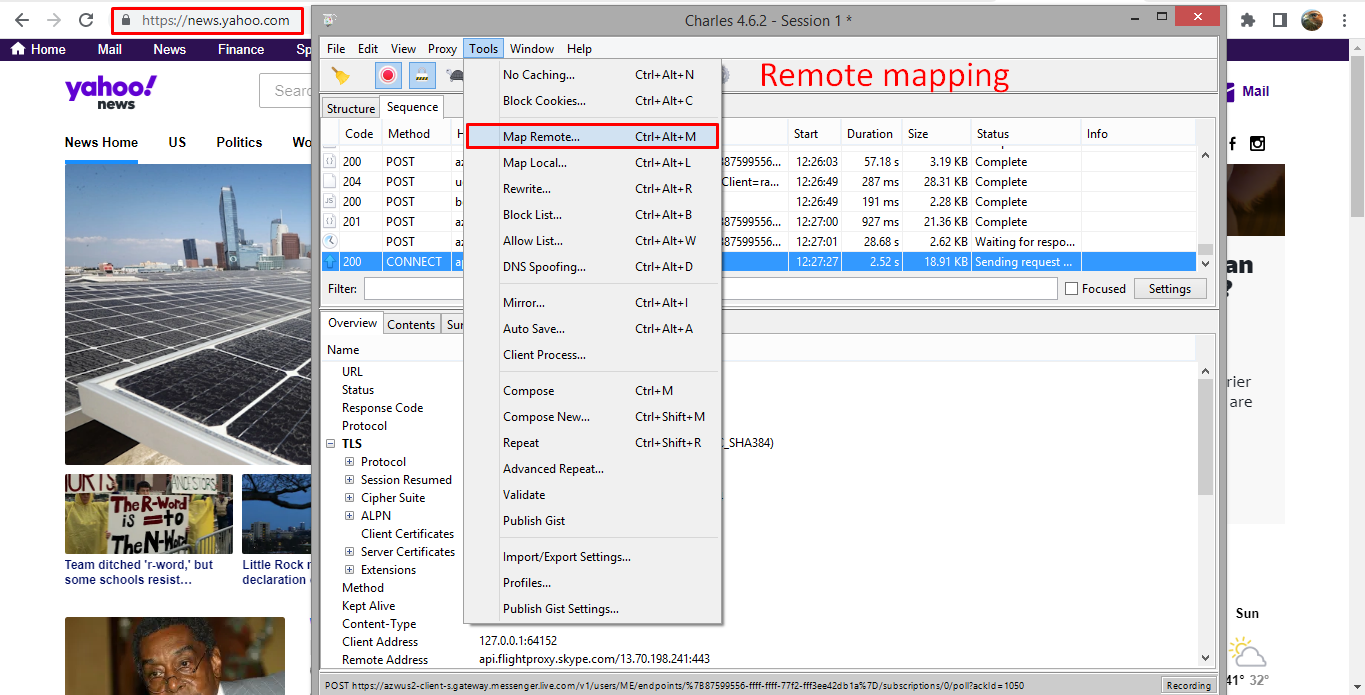 https://news.yahoo.com
Charles 4.6.2 - Session 1 *
Home Mail News Finance Sp
File Edit View Proxy Tools Window Help
Remote mapping
yahoo!
news
Sear
Mail
News Home US Politics Wo
No Caching... Ctrl+Alt+N
Block Cookies... Ctrl+Alt+C
Map Remote... Ctrl+Alt+M
Map Local... Ctrl+Alt+L
Rewrite... Ctrl+Alt+R
Block List... Ctrl+Alt+B
Allow List... Ctrl+Alt+W
DNS Spoofing... Ctrl+Alt+D
Mirror... Ctrl+Alt+I
Auto Save... Ctrl+Alt+A
Client Process...
Compose Ctrl+M
Compose New... Ctrl+Shift+M
Repeat Ctrl+Shift+R
Advanced Repeat...
Validate
Publish Gist
Import/Export Settings...
Profiles...
Publish Gist Settings...
Structure Sequence
Code Method H Start Duration Size Status Info
200 POST az 87599556... 12:26:03 57.18 s 3.19 KB Complete
204 POST Client=ra... 12:26:49 287 ms 28.31 KB Complete
200 POST 12:26:49 191 ms 2.28 KB Complete
201 POST az 87599556... 12:27:00 927 ms 21.36 KB Complete
POST az 87599556... 12:27:01 28.68 s 2.62 KB Waiting for respo...
200 CONNECT ap 12:27:27 2.52 s 18.91 KB Sending request ...
Filter: Focused Settings
Overview Contents Su
Name
URL
Status
Response Code
Protocol
TLS _SHA384)
Protocol
Session Resumed
Cipher Suite
ALPN
Client Certificates
Server Certificates
Extensions
Method
Kept Alive
Content-Type
Client Address 127.0.0.1:64152
Remote Address api.flightproxy.skype.com/13.70.198.241:443
POST https://azwus2-client-s.gateway.messenger.live.com/v1/users/ME/endpoints/%7B87599556-ffff-ffff-77f2-fff3ee42db1a%7D/subscriptions/0/poll?ackId=1050 Recording
The R-Word
is = to
The N-Word
ANCESTORS
Team ditched 'r-word,' but
some schools resist...
Little Rock
declaration
an
?
rier
are
Sun
41° 32°